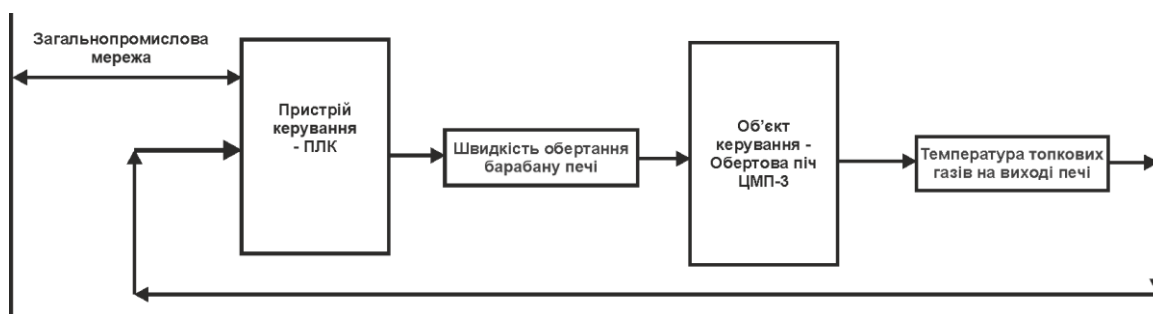 Загальнопромислова
мережа
Пристрій
керування
- ПЛК
Швидкість обертання
барабану печі
Об’єкт
керування -
Обертова піч
ЦМП-3
Температура топкових
газів на виході печі